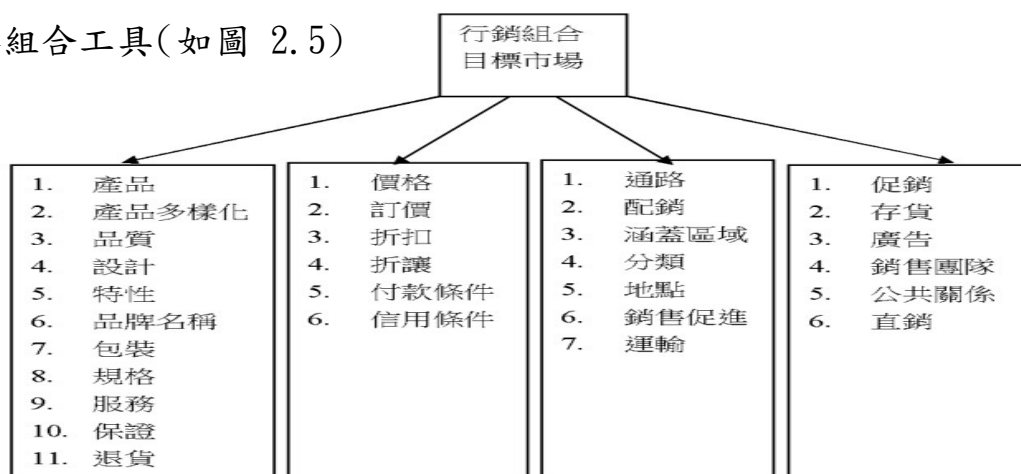 組合工具(如圖 2.5)
行銷組合
目標市場
1. 產品
2. 產品多樣化
3. 品質
4. 設計
5. 特性
6. 品牌名稱
7. 包裝
8. 規格
9. 服務
10. 保證
11. 退貨
1. 價格
2. 訂價
3. 折扣
4. 折讓
5. 付款條件
6. 信用條件
1. 通路
2. 配銷
3. 涵蓋區域
4. 分類
5. 地點
6. 銷售促進
7. 運輸
1. 促銷
2. 存貨
3. 廣告
4. 銷售團隊
5. 公共關係
6. 直銷